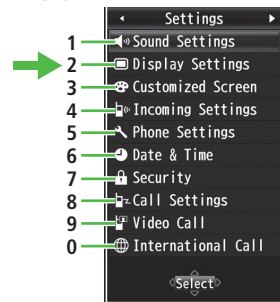 Settings
1 Sound Settings
2 Display Settings
3 Customized Screen
4 Incoming Settings
5 Phone Settings
6 Date & Time
7 Security
8 Call Settings
9 Video Call
0 International Call
Select